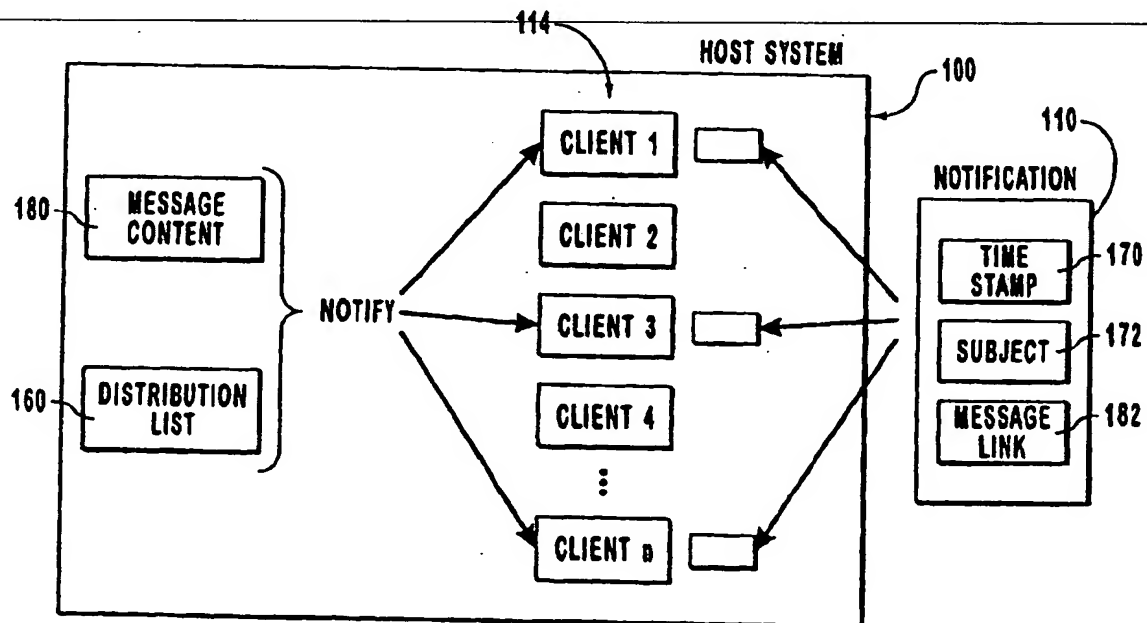 114
HOST SYSTEM
100
110
CLIENT 1
NOTIFICATION
180
MESSAGE
CONTENT
TIME
STAMP
170
CLIENT 2
NOTIFY
CLIENT 3
SUBJECT
172
160
DISTRIBUTION
LIST
CLIENT 4
MESSAGE
LINK
182
CLIENT n